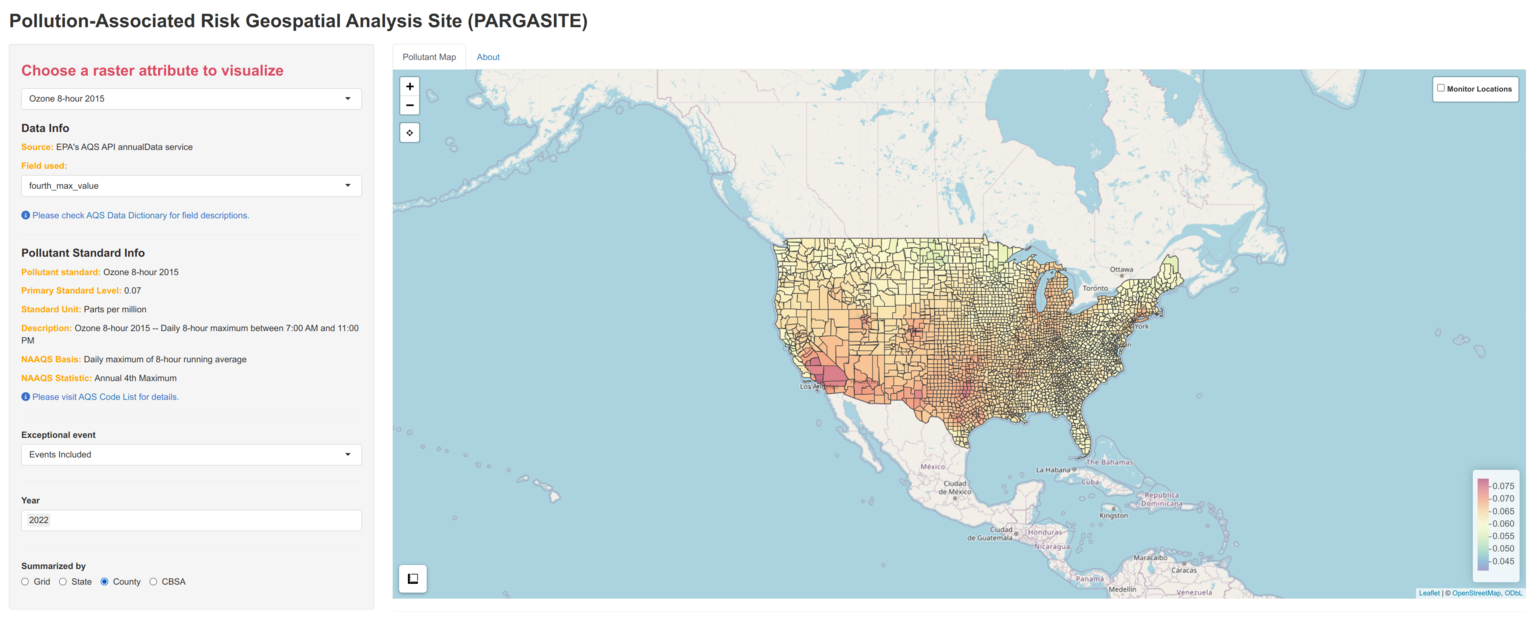 Pollution-Associated Risk Geospatial Analysis Site (PARGASITE)
Choose a raster attribute to visualize
Ozone 8-hour 2015
Data Info
Source: EPA's AQS API annualData service
Field used:
fourth_max_value
Please check AQS Data Dictionary for field descriptions.
Pollutant Standard Info
Pollutant standard: Ozone 8-hour 2015
Primary Standard Level: 0.07
Standard Unit: Parts per million
Description: Ozone 8-hour 2015 -- Daily 8-hour maximum between 7:00 AM and 11:00
PM
NAAQS Basis: Daily maximum of 8-hour running average
NAAQS Statistic: Annual 4th Maximum
Please visit AQS Code List for details.
Exceptional event
Events Included
Year
2022
Summarized by
Grid State County CBSA
Pollutant Map About
+
−
Monitor Locations
Ottawa
Toronto
York
Los
México
Ciudad
de México
La Habana
The Bahamas
Cuba
República
Dominicana
Kingston
Ciudad
de Guatemala
Honduras
Nicaragua
Panamá
Maracaibo
Caracas
Medellín
Venezuela
0.075
0.070
0.065
0.060
0.055
0.050
0.045
Leaflet | © OpenStreetMap, ODbL